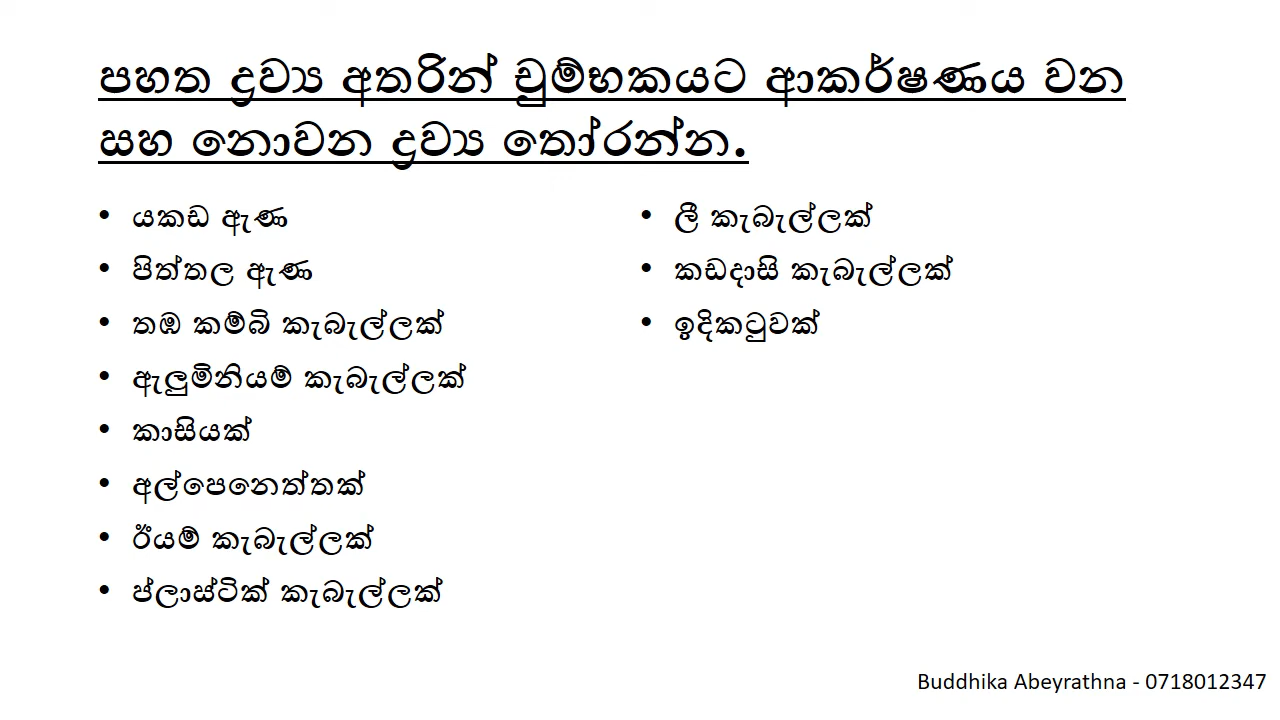 පහත ද්‍රව්‍ය අතරින් චුම්භකයට ආකර්ෂණය වන
සහ නොවන ද්‍රව්‍ය තෝරන්න.
• යකඩ ඇණ
• පිත්තල ඇණ
• තඹ කම්බි කැබැල්ලක්
• ඇලුමිනියම් කැබැල්ලක්
• කාසියක්
• අල්පෙනෙත්තක්
• ඊයම් කැබැල්ලක්
• ප්ලාස්ටික් කැබැල්ලක්
• ලී කැබැල්ලක්
• කඩදාසි කැබැල්ලක්
• ඉදිකටුවක්
Buddhika Abeyrathna - 0718012347